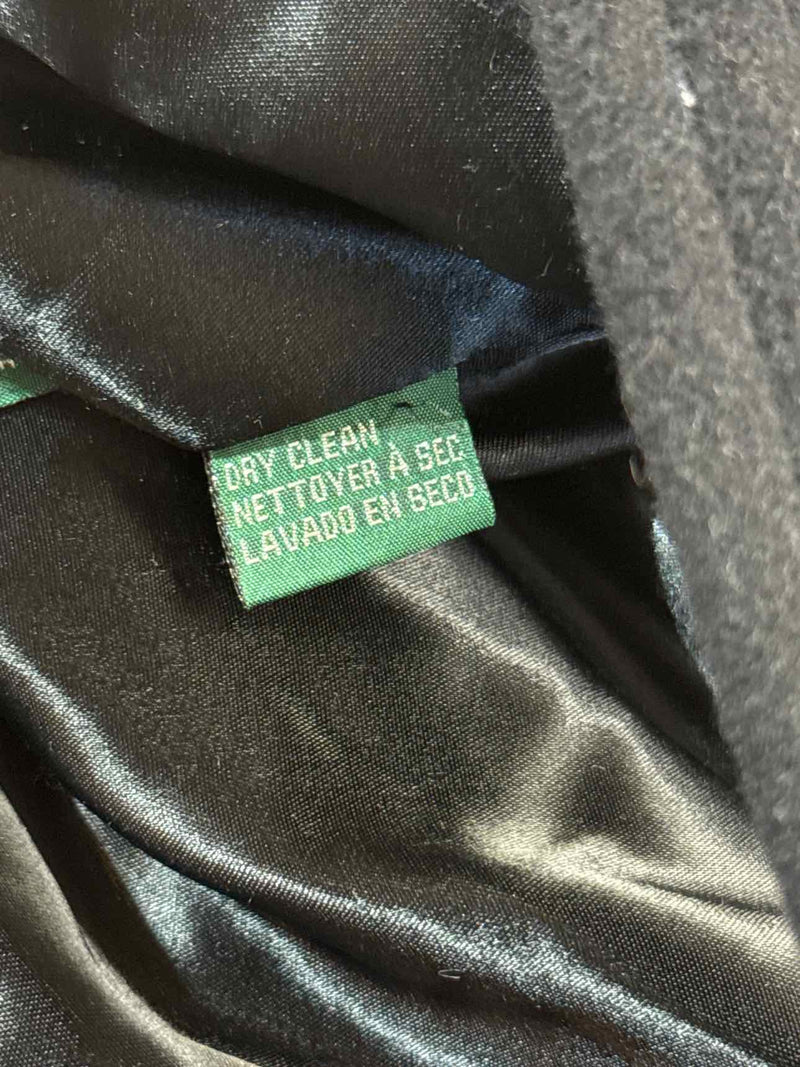 DRY CLEAN
NETTOYER À SEC
LAVADO EN SECO